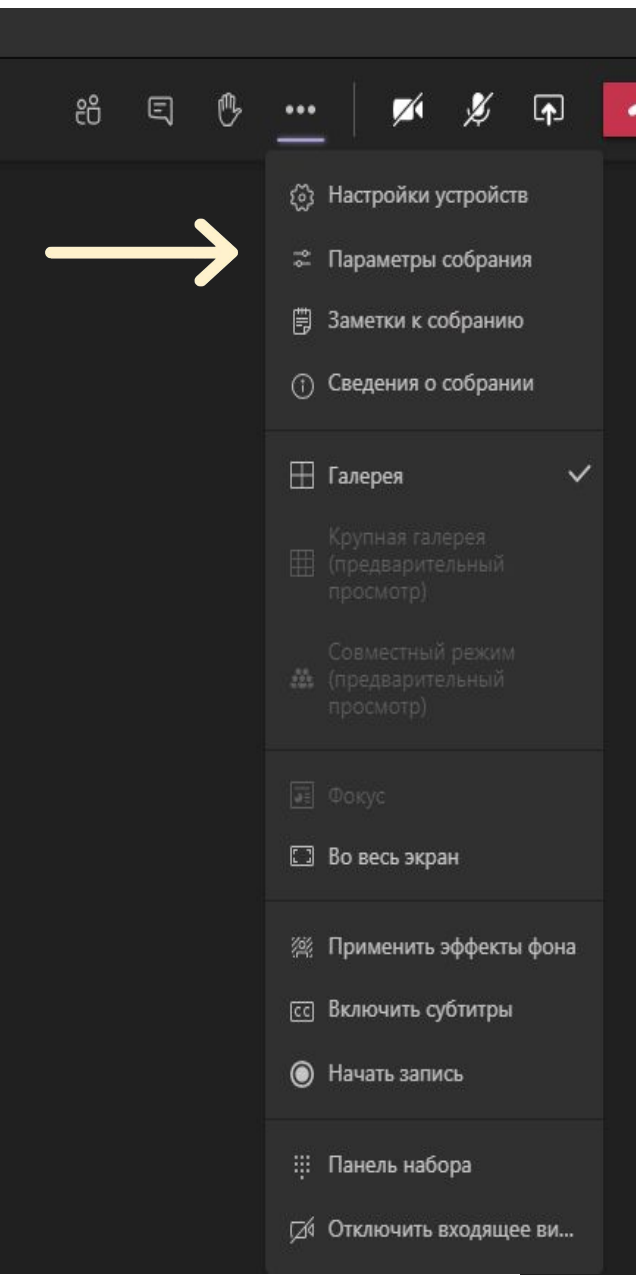 Настройки устройств
Параметры собрания
Заметки к собранию
Сведения о собрании
Галерея
Крупная галерея
(предварительный
просмотр)
Совместный режим
(предварительный
просмотр)
Фокус
Во весь экран
Применить эффекты фона
CC Включить субтитры
Начать запись
Панель набора
Отключить входящее ви...